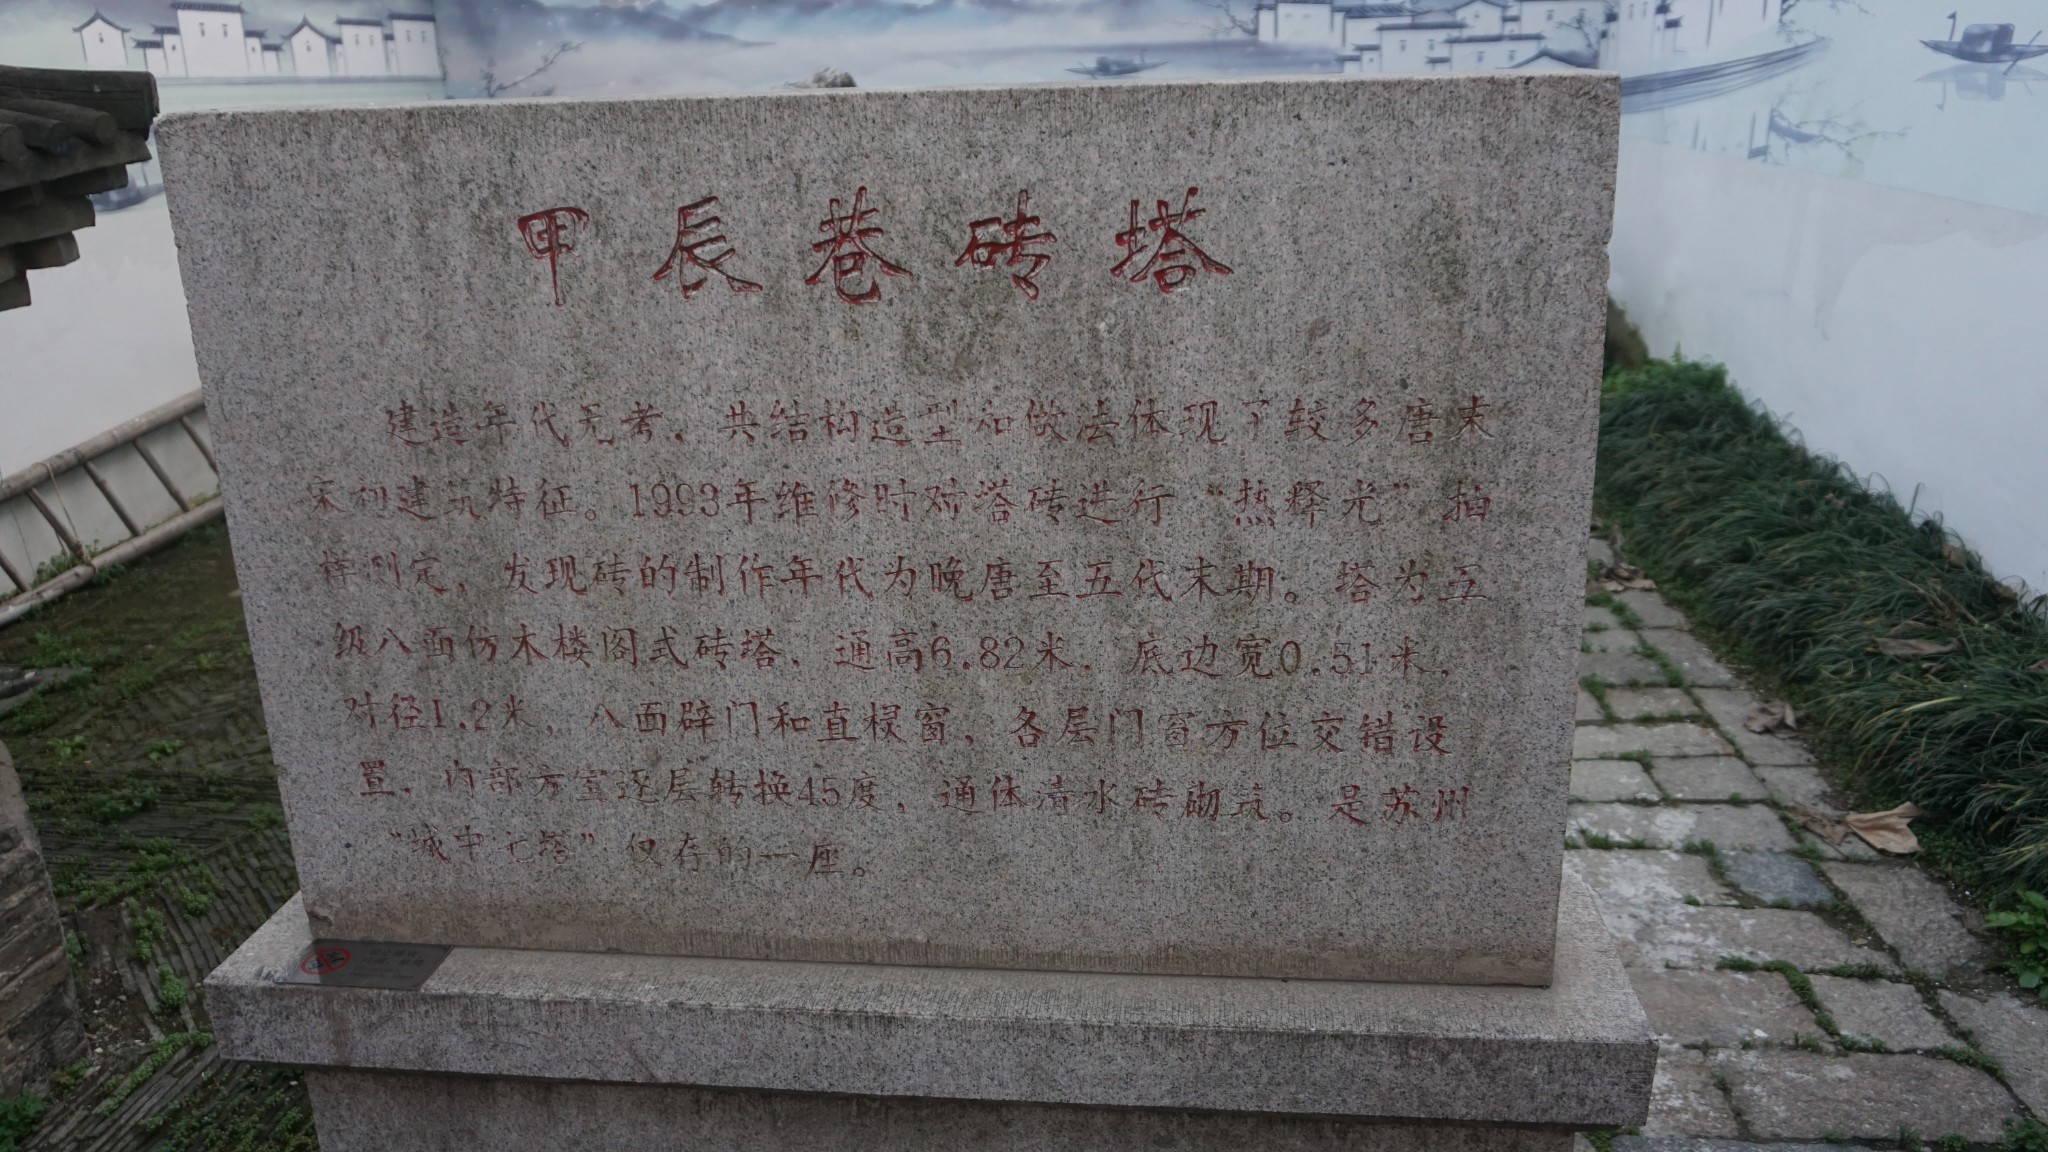 甲辰巷砖塔
建造年代无考，其结构造型和做法体现了较多唐末
宋初建筑特征。1993年维修时对塔砖进行“热释光”抽
样测定，发现砖的制作年代为晚唐至五代末期。塔为五
级八面仿木楼阁式砖塔，通高6.82米，底边宽0.51米，
对径1.2米，八面辟门和直棂窗，各层门窗方位交错设
置，内部方室逐层转换45度，通体清水砖砌筑。是苏州
“城中七塔”仅存的一座。